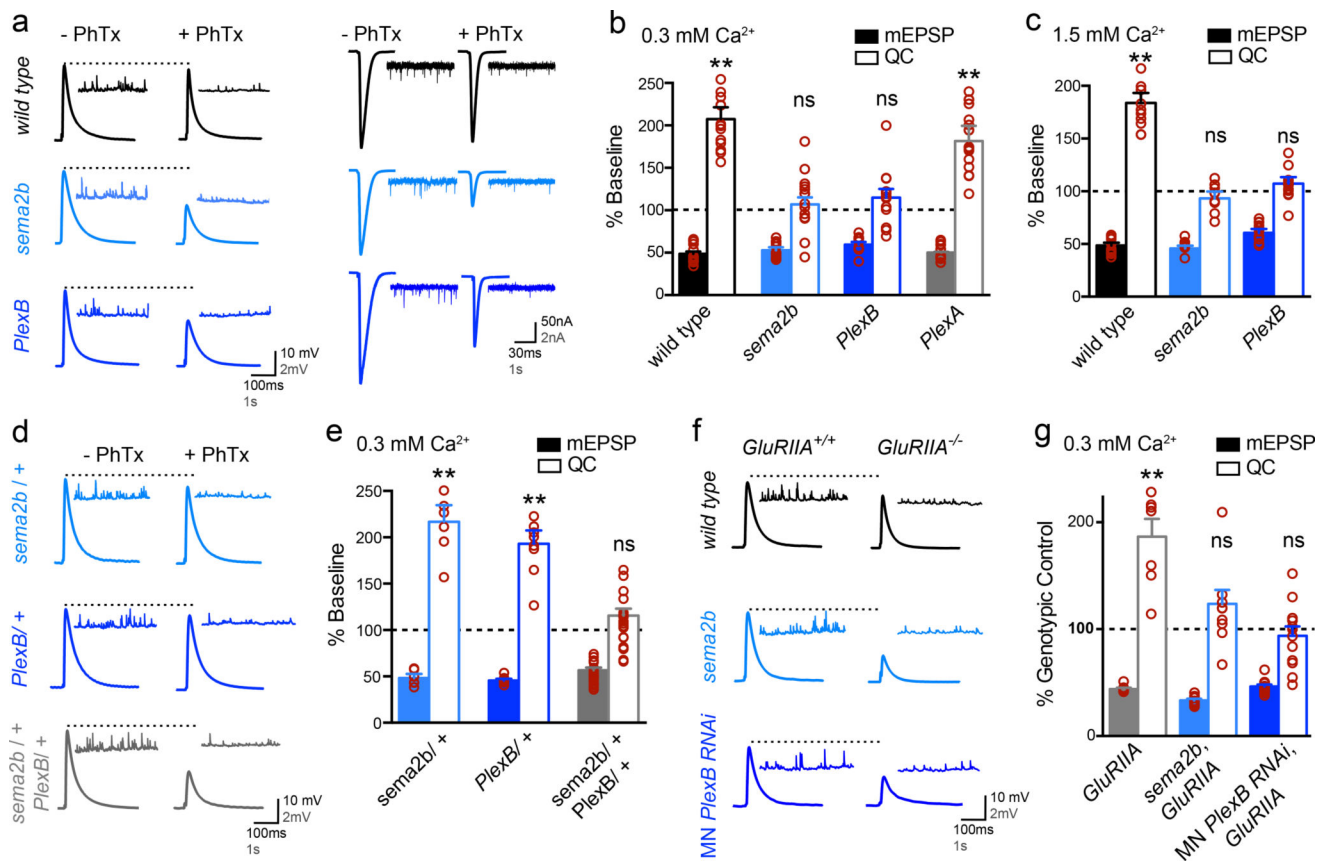 a
- PhTx + PhTx - PhTx + PhTx
wild type
sema2b
PlexB
10 mV
2mV
100ms
1s
50nA
2nA
30ms
1s
b
0.3 mM Ca²⁺
mEPSP
QC
% Baseline
250
200
150
100
50
0
** ns ns **
wild type sema2b PlexB PlexA
c
1.5 mM Ca²⁺
mEPSP
QC
% Baseline
200
150
100
50
0
** ns ns
wild type sema2b PlexB
d
- PhTx + PhTx
sema2b / +
PlexB/ +
sema2b / +
PlexB/ +
10 mV
2mV
100ms
1s
e
0.3 mM Ca²⁺
mEPSP
QC
% Baseline
250
200
150
100
50
0
** ** ns
sema2b/ + PlexB/ + sema2b/ +
PlexB/ +
f
GluRIIA+/+ GluRIIA-/-
wild type
sema2b
MN PlexB RNAi
10 mV
2mV
100ms
1s
g
0.3 mM Ca²⁺
mEPSP
QC
% Genotypic Control
200
100
0
** ns ns
GluRIIA
sema2b,
GluRIIA
MN PlexB RNAi,
GluRIIA